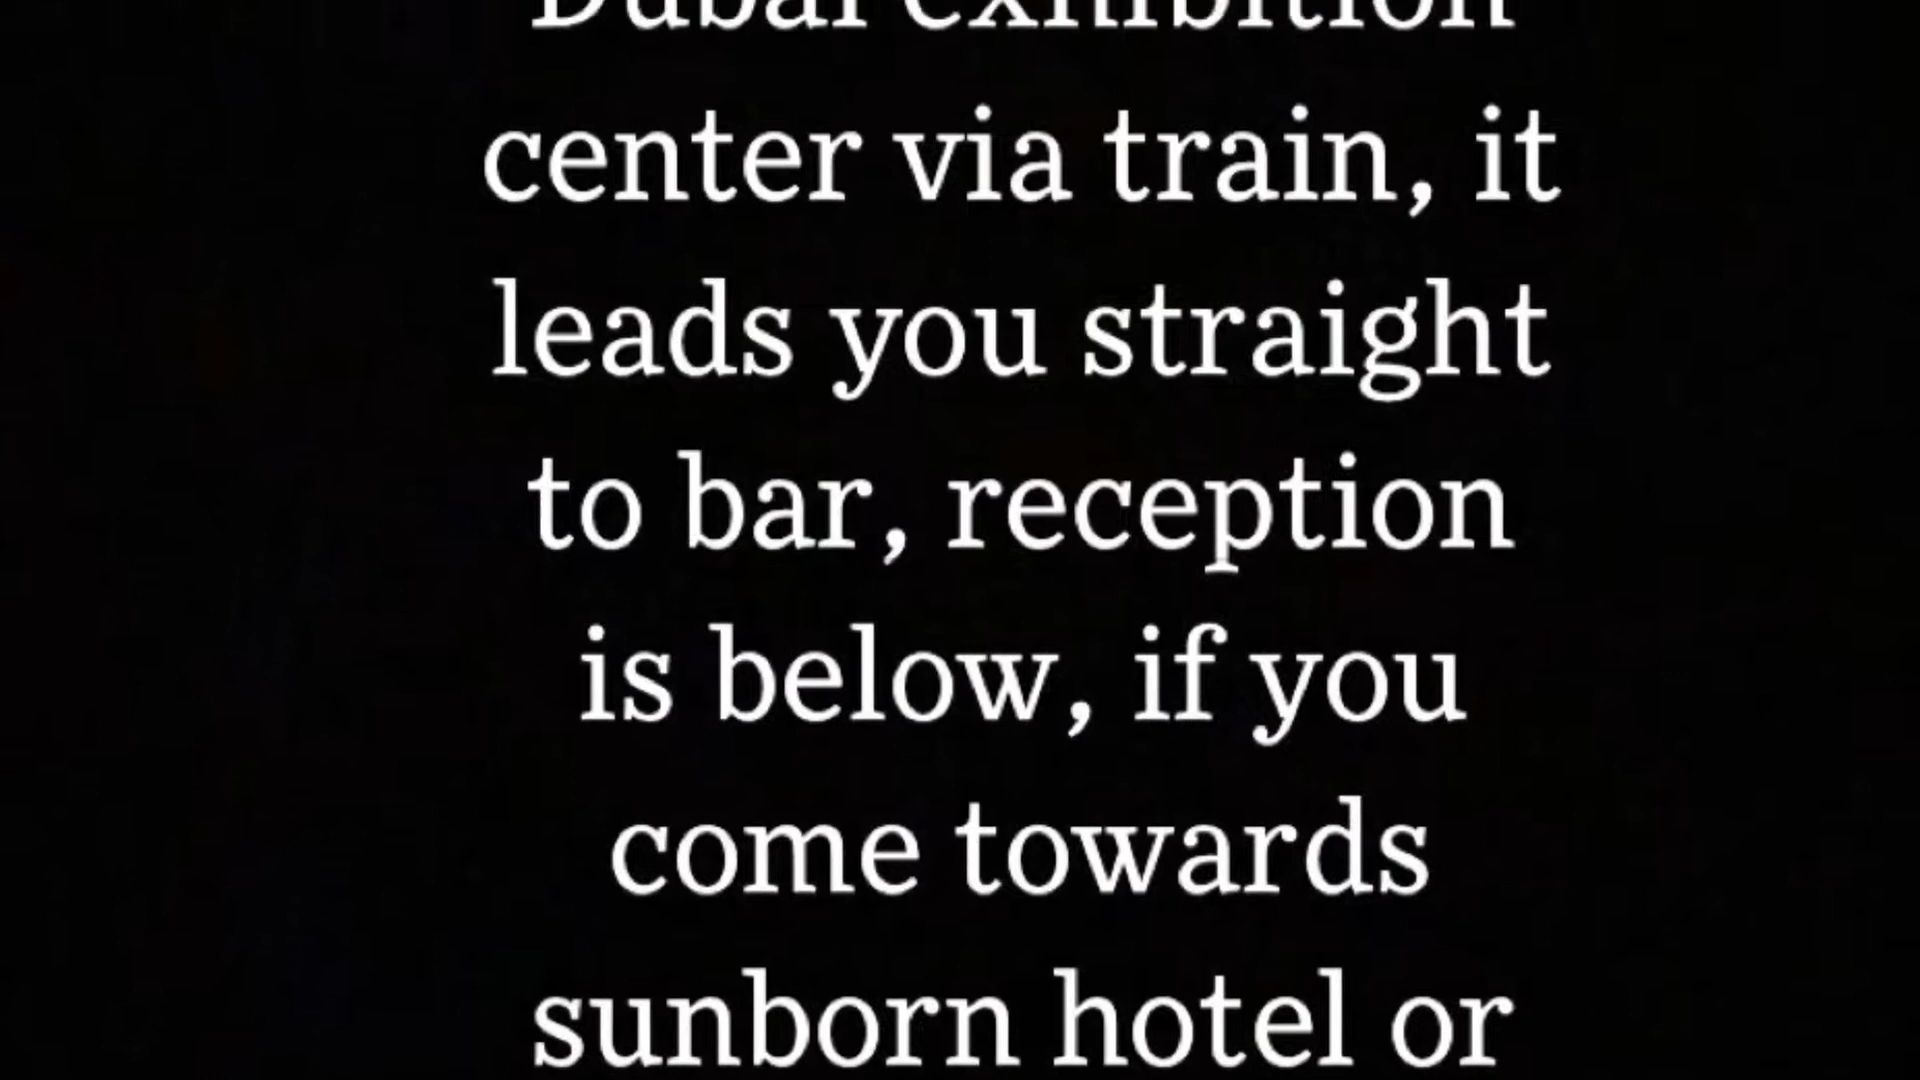 Dubai exhibition
center via train, it
leads you straight
to bar, reception
is below, if you
come towards
sunborn hotel or